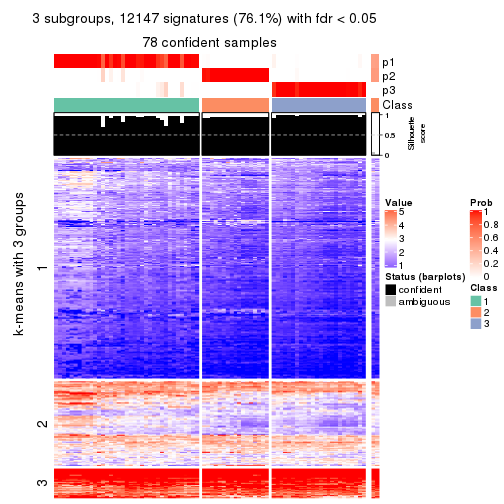 3 subgroups, 12147 signatures (76.1%) with fdr < 0.05
78 confident samples
p1
p2
p3
Class
1
0.5
0
Silhouette
score
k-means with 3 groups
1
2
3
Value
5
4
3
2
1
Status (barplots)
confident
ambiguous
Prob
1
0.8
0.6
0.4
0.2
0
Class
1
2
3